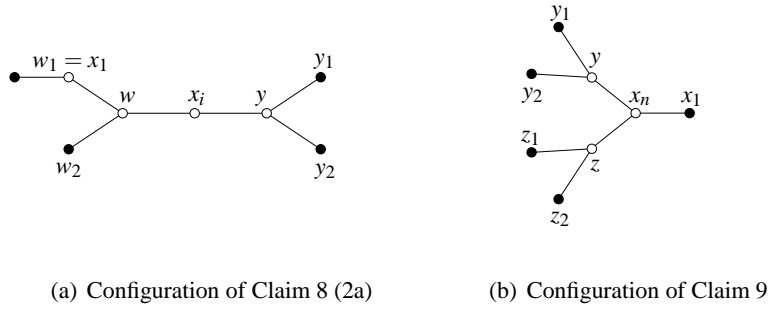 w₁ = x₁
w
w₂
xᵢ
y
y₁
y₂
(a) Configuration of Claim 8 (2a)
y₁
y
y₂
xₙ
x₁
z₁
z
z₂
(b) Configuration of Claim 9